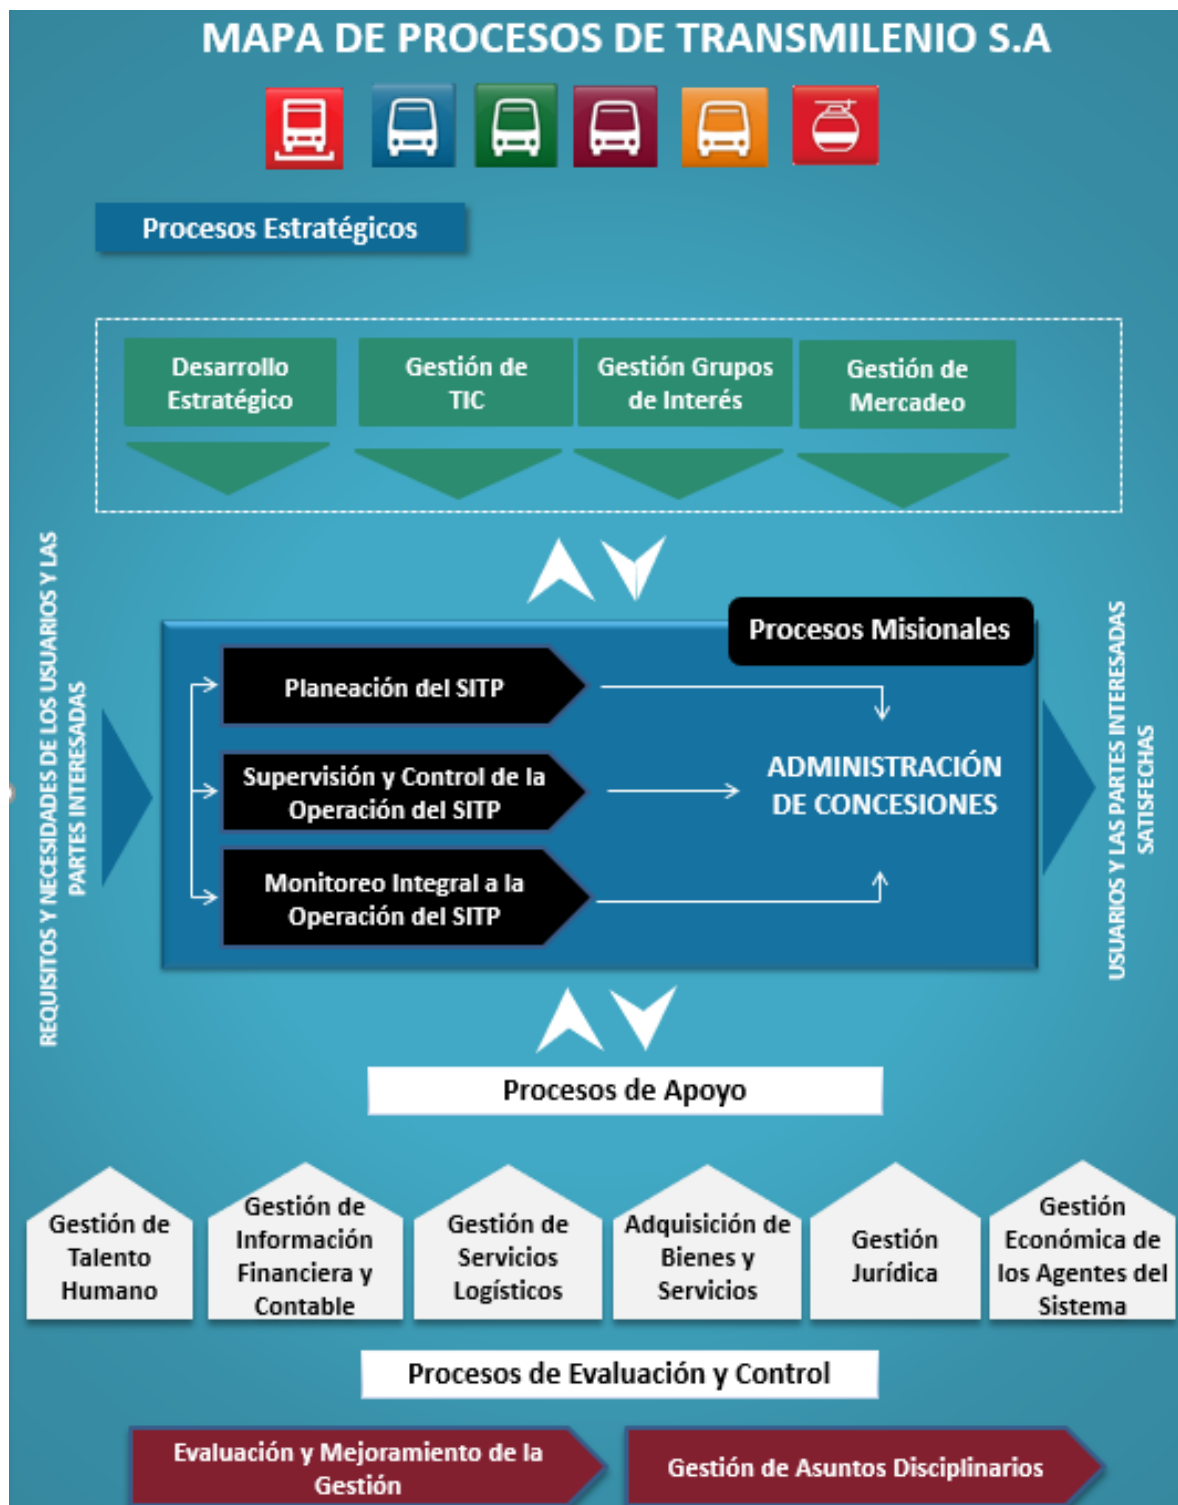 MAPA DE PROCESOS DE TRANSMILENIO S.A
Procesos Estratégicos
Desarrollo
Estratégico
Gestión de
TIC
Gestión Grupos
de Interés
Gestión de
Mercadeo
REQUISITOS Y NECESIDADES DE LOS USUARIOS Y LAS
PARTES INTERESADAS
Procesos Misionales
Planeación del SITP
Supervisión y Control de la
Operación del SITP
Monitoreo Integral a la
Operación del SITP
ADMINISTRACIÓN
DE CONCESIONES
USUARIOS Y LAS PARTES INTERESADAS
SATISFECHAS
Procesos de Apoyo
Gestión de
Talento
Humano
Gestión de
Información
Financiera y
Contable
Gestión de
Servicios
Logísticos
Adquisición de
Bienes y
Servicios
Gestión
Jurídica
Gestión
Económica de
los Agentes del
Sistema
Procesos de Evaluación y Control
Evaluación y Mejoramiento de la
Gestión
Gestión de Asuntos Disciplinarios